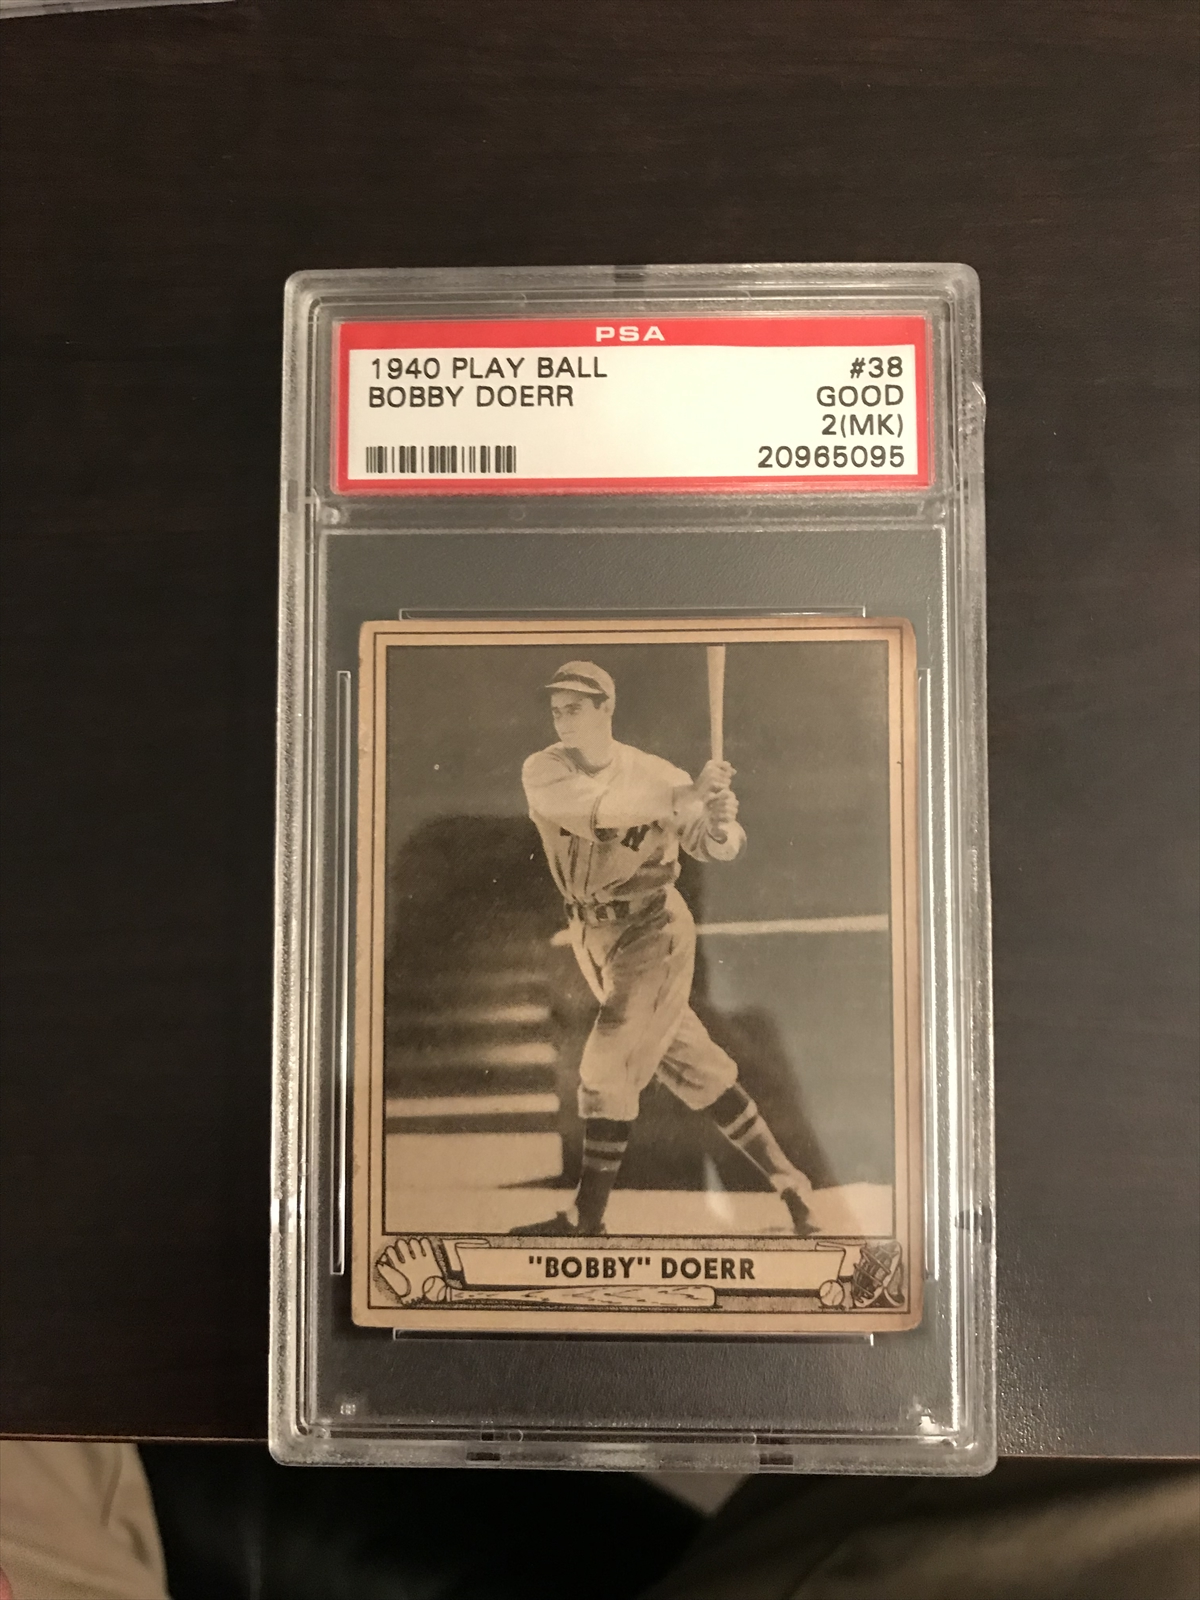 PSA
1940 PLAY BALL #38
BOBBY DOERR GOOD
2(MK)
20965095
"BOBBY" DOERR